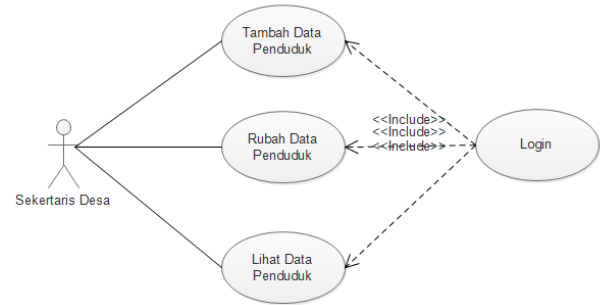 Tambah Data
Penduduk
<<Include>>
<<Include>>
<<Include>>
Rubah Data
Penduduk
Login
Sekertaris Desa
Lihat Data
Penduduk